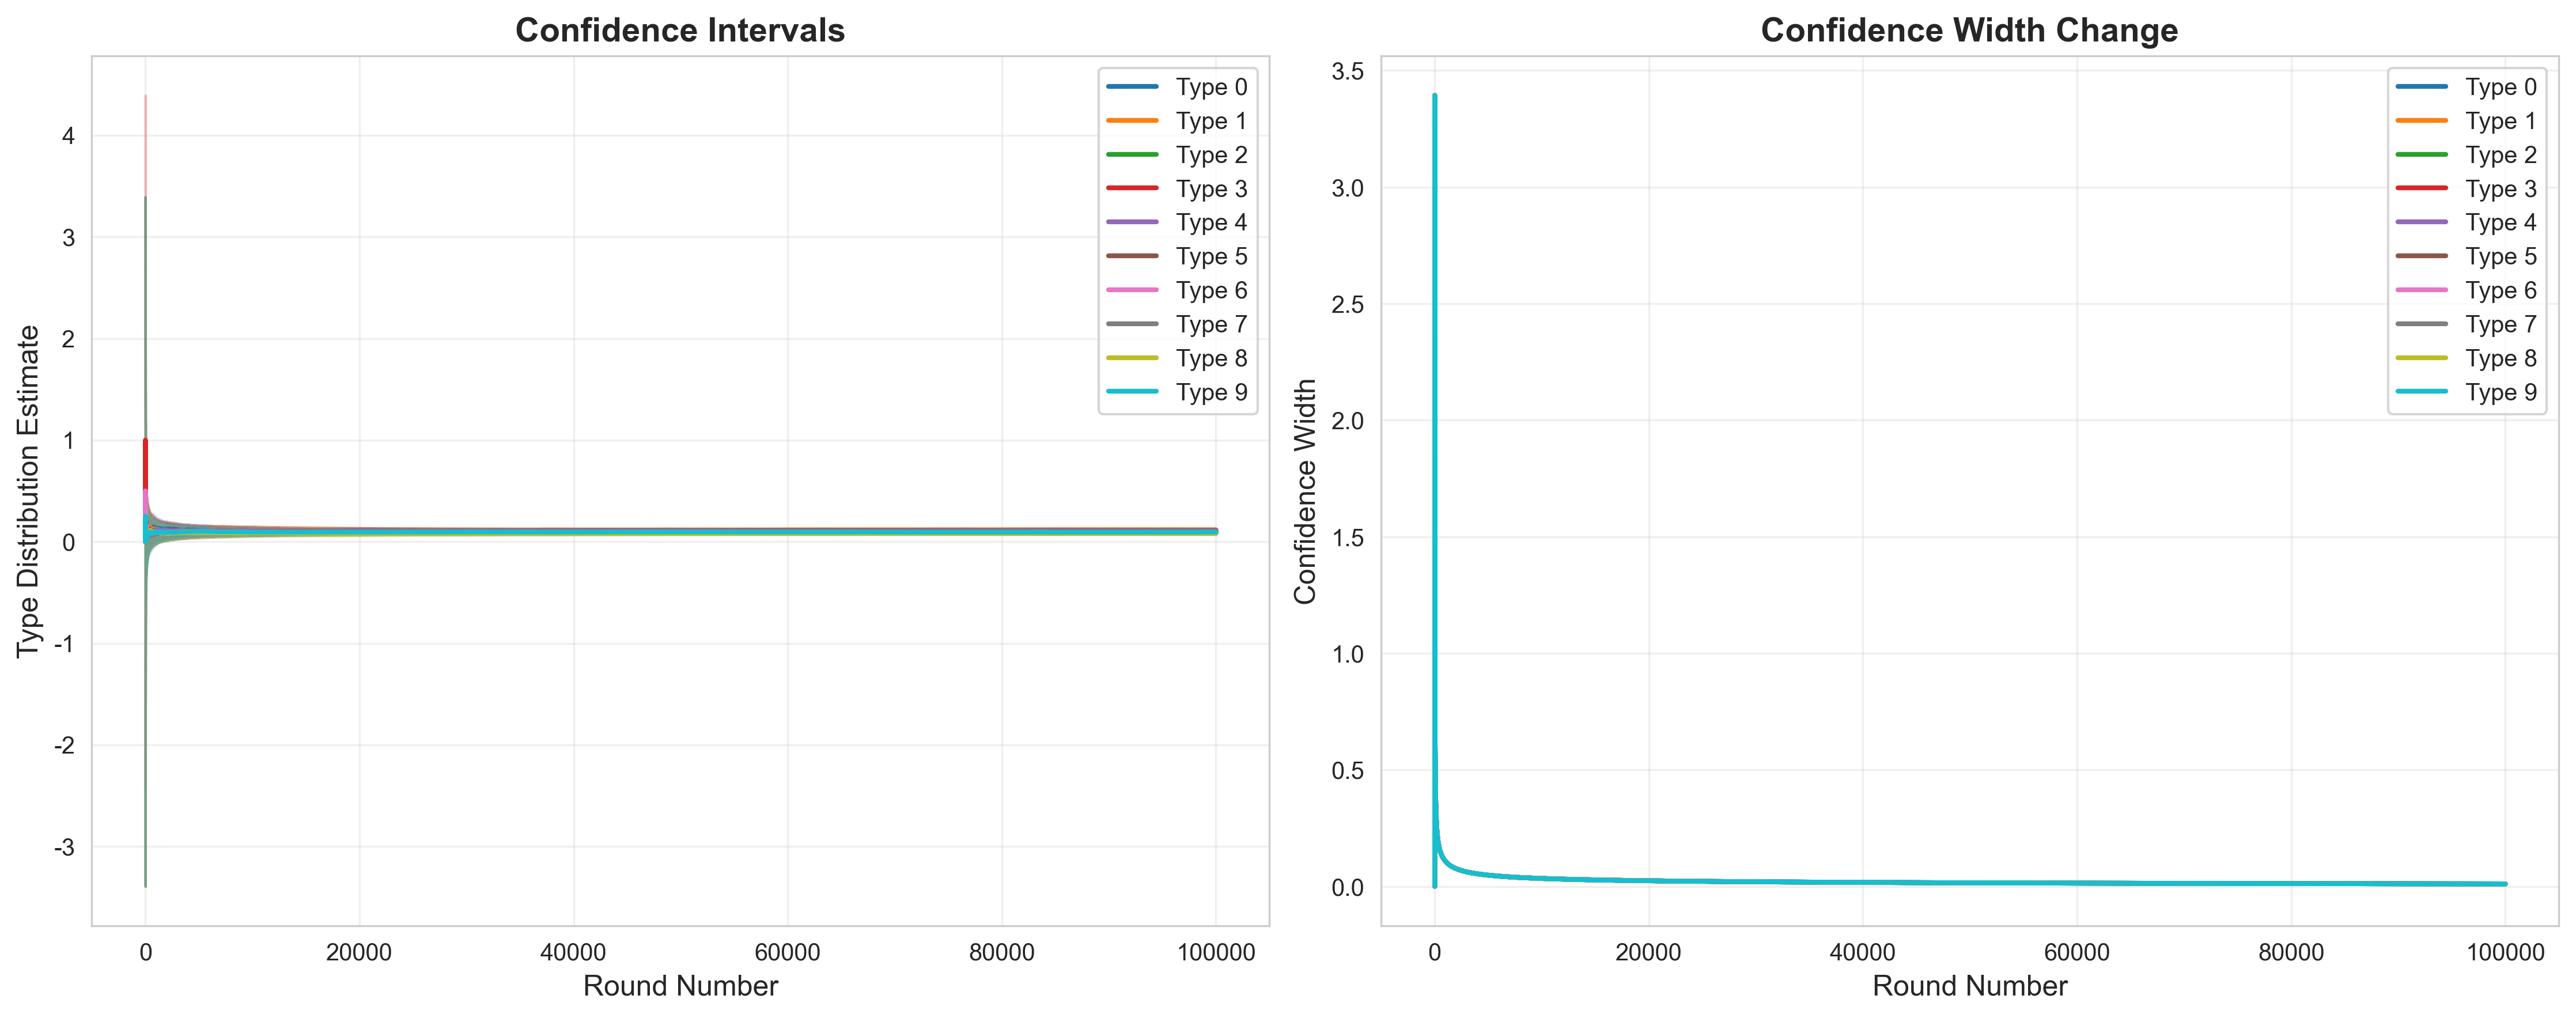 Confidence Intervals
Type Distribution Estimate
4
3
2
1
0
-1
-2
-3
0 20000 40000 60000 80000 100000
Round Number
Type 0
Type 1
Type 2
Type 3
Type 4
Type 5
Type 6
Type 7
Type 8
Type 9
Confidence Width Change
Confidence Width
3.5
3.0
2.5
2.0
1.5
1.0
0.5
0.0
0 20000 40000 60000 80000 100000
Round Number
Type 0
Type 1
Type 2
Type 3
Type 4
Type 5
Type 6
Type 7
Type 8
Type 9